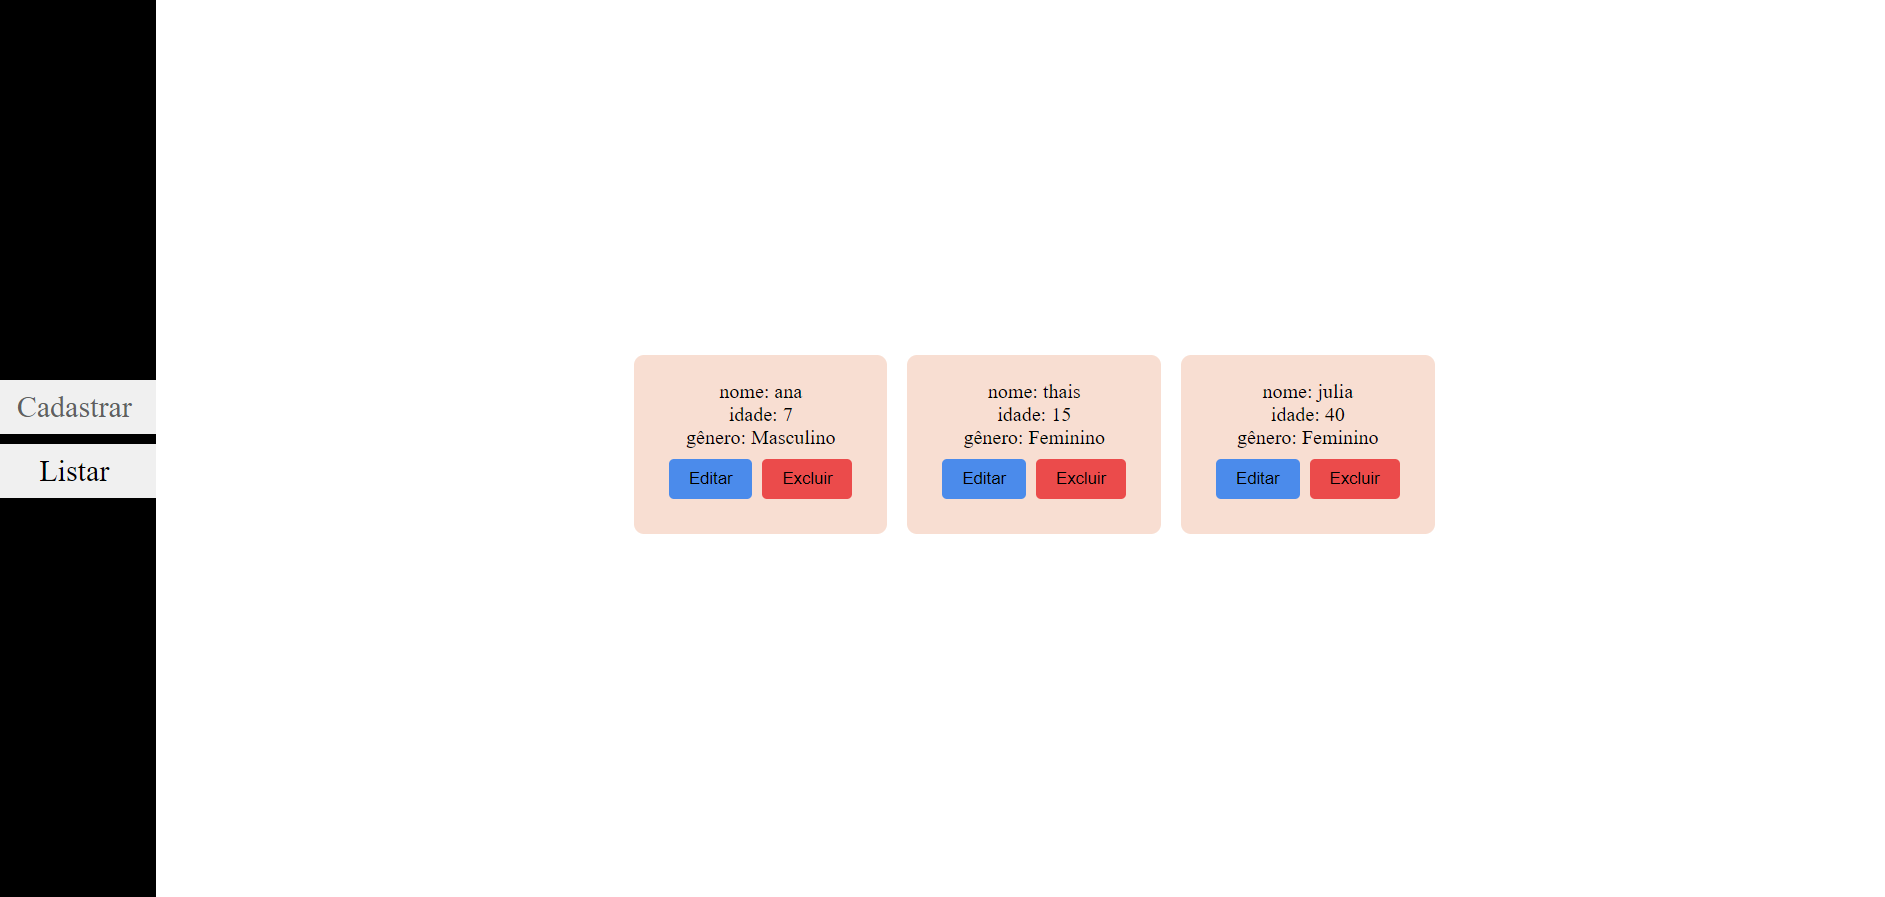 Cadastrar
Listar
nome: ana
idade: 7
gênero: Masculino
Editar
Excluir
nome: thais
idade: 15
gênero: Feminino
Editar
Excluir
nome: julia
idade: 40
gênero: Feminino
Editar
Excluir